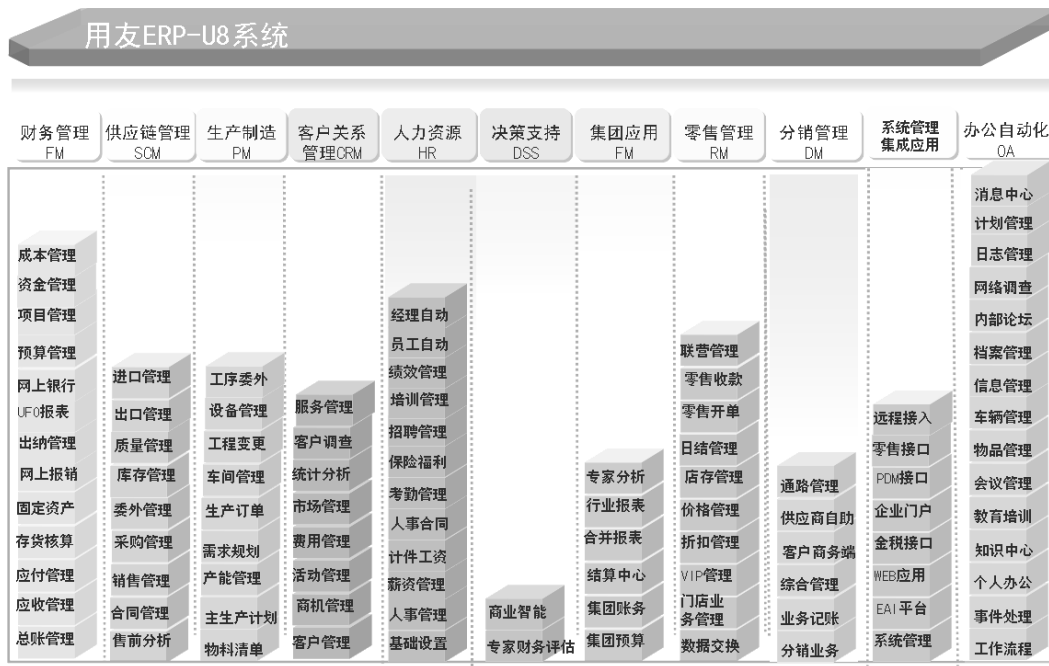 用友ERP-U8系统
财务管理
FM
供应链管理
SCM
生产制造
PM
客户关系
管理CRM
人力资源
HR
决策支持
DSS
集团应用
FM
零售管理
RM
分销管理
DM
系统管理
集成应用
办公自动化
OA
成本管理
资金管理
项目管理
预算管理
网上银行
UFO报表
出纳管理
网上报销
固定资产
存货核算
应付管理
应收管理
总账管理
进口管理
出口管理
质量管理
库存管理
委外管理
采购管理
销售管理
合同管理
售前分析
工序委外
设备管理
工程变更
车间管理
生产订单
需求规划
产能管理
主生产计划
物料清单
服务管理
客户调查
统计分析
市场管理
费用管理
活动管理
商机管理
客户管理
经理自动
员工自动
绩效管理
培训管理
招聘管理
保险福利
考勤管理
人事合同
计件工资
薪资管理
人事管理
基础设置
商业智能
专家财务评估
专家分析
行业报表
合并报表
结算中心
集团账务
集团预算
联营管理
零售收款
零售开单
日结管理
店存管理
价格管理
折扣管理
VIP管理
门店业
务管理
数据交换
通路管理
供应商自助
客户商务端
综合管理
业务记账
分销业务
远程接入
零售接口
PDM接口
企业门户
金税接口
WEB应用
EAI平台
系统管理
消息中心
计划管理
日志管理
网络调查
内部论坛
档案管理
信息管理
车辆管理
物品管理
会议管理
教育培训
知识中心
个人办公
事件处理
工作流程